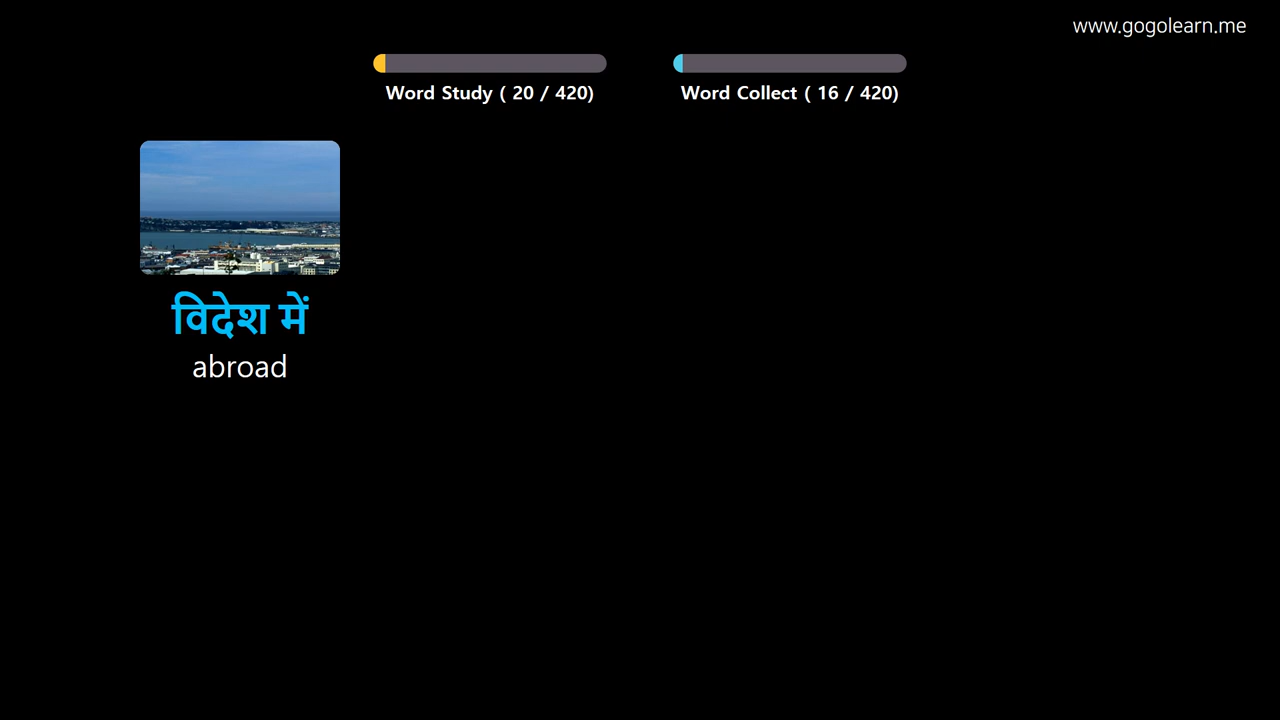 www.gogolearn.me
Word Study ( 20 / 420)
Word Collect ( 16 / 420)
विदेश में
abroad